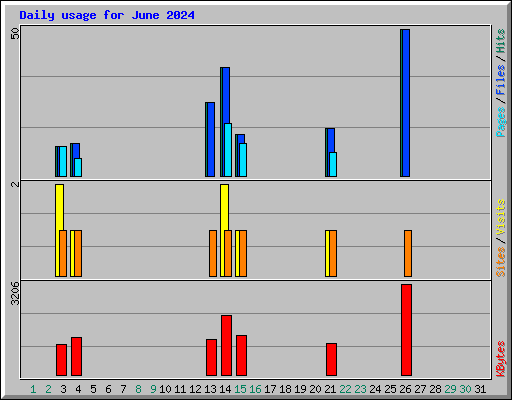 Daily usage for June 2024
50
2
3206
Pages/Files/Hits
Sites/Visits
KBytes
1 2 3 4 5 6 7 8 9 10 11 12 13 14 15 16 17 18 19 20 21 22 23 24 25 26 27 28 29 30 31